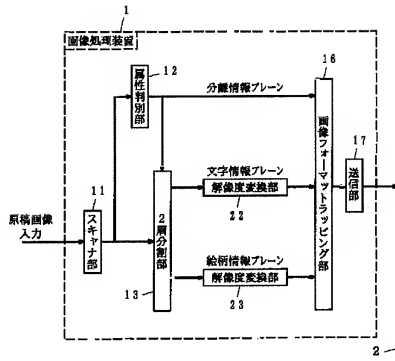 1
画像処理装置
12
属性判別部
分離情報プレーン
16
画像フォーマットラッピング部
17
送信部
文字情報プレーン
解像度変換部
22
11
原稿画像
入力
スキャナ部
2層分割部
13
絵柄情報プレーン
解像度変換部
23
2